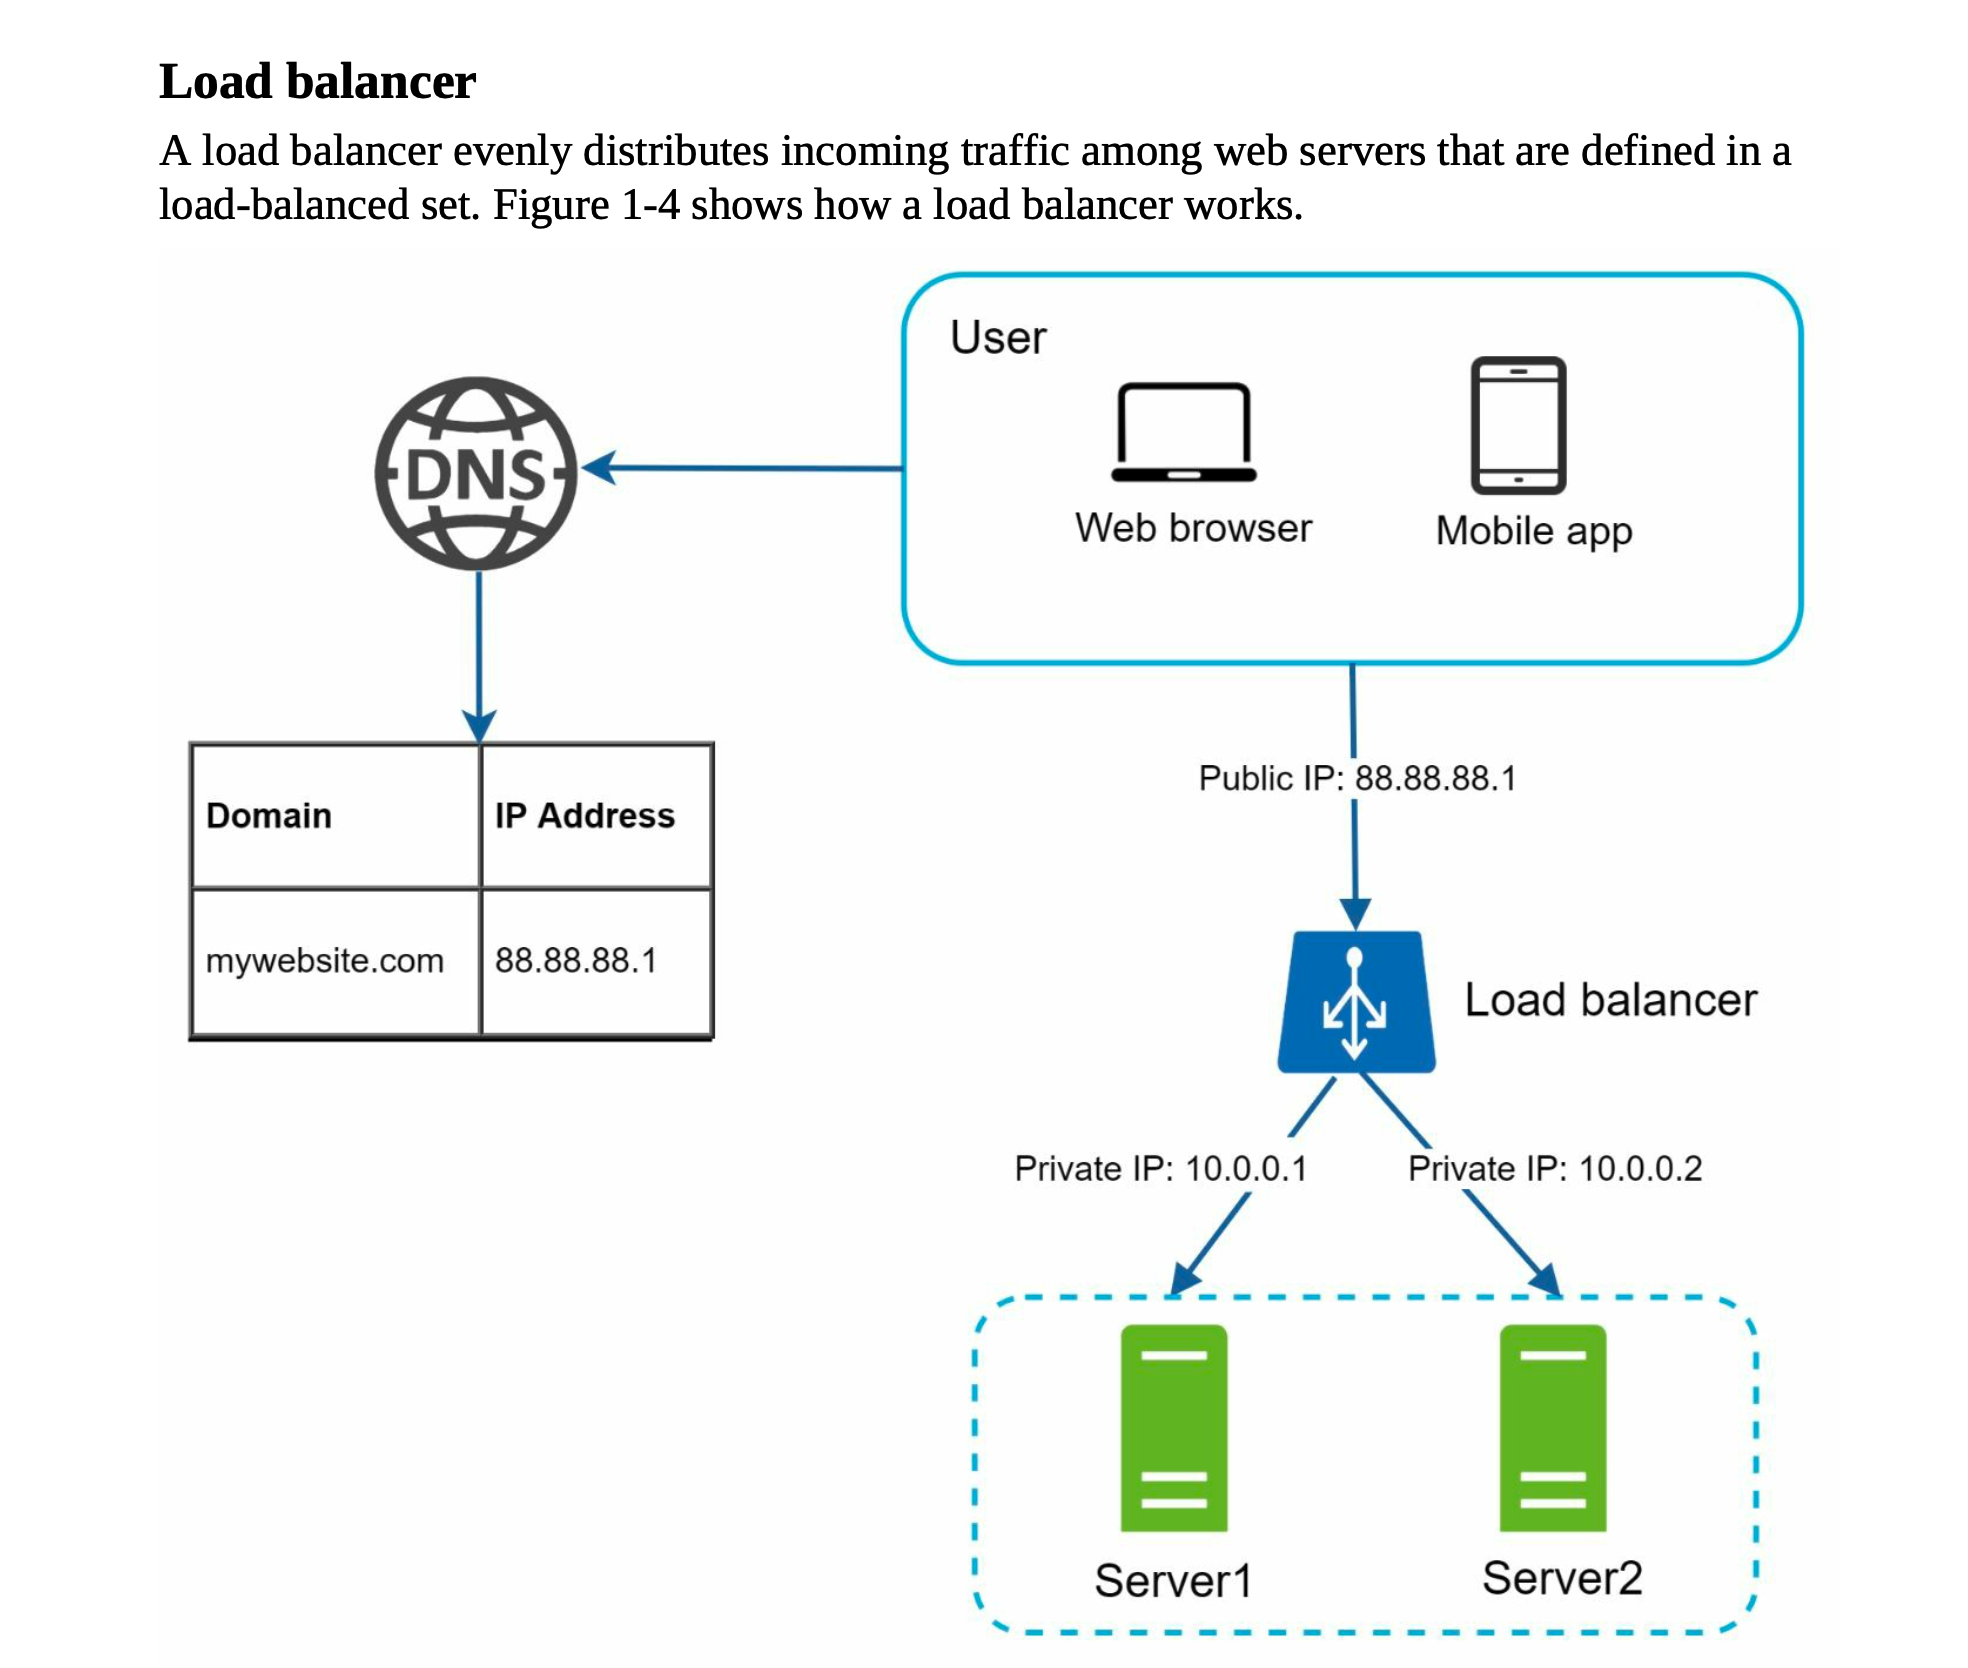 Load balancer
A load balancer evenly distributes incoming traffic among web servers that are defined in a
load-balanced set. Figure 1-4 shows how a load balancer works.
User
DNS
Web browser
Mobile app
Public IP: 88.88.88.1
Domain
IP Address
mywebsite.com
88.88.88.1
Load balancer
Private IP: 10.0.0.1
Private IP: 10.0.0.2
Server1
Server2